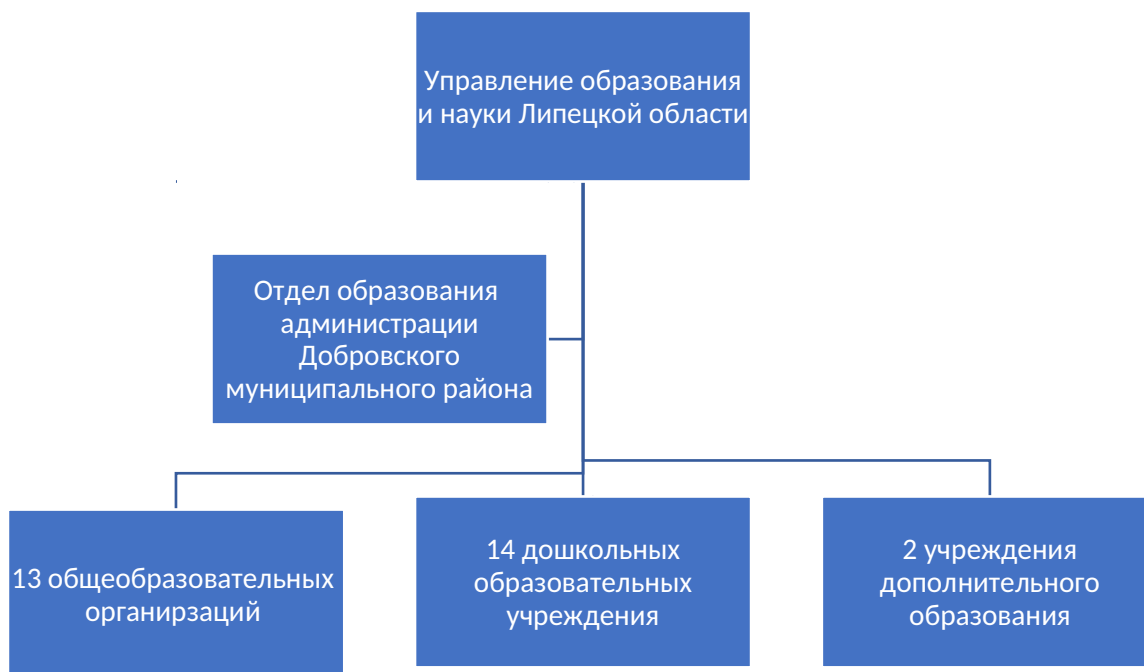 Управление образования
и науки Липецкой области
Отдел образования
администрации
Добровского
муниципального района
13 общеобразовательных
органирзаций
14 дошкольных
образовательных
учреждения
2 учреждения
дополнительного
образования